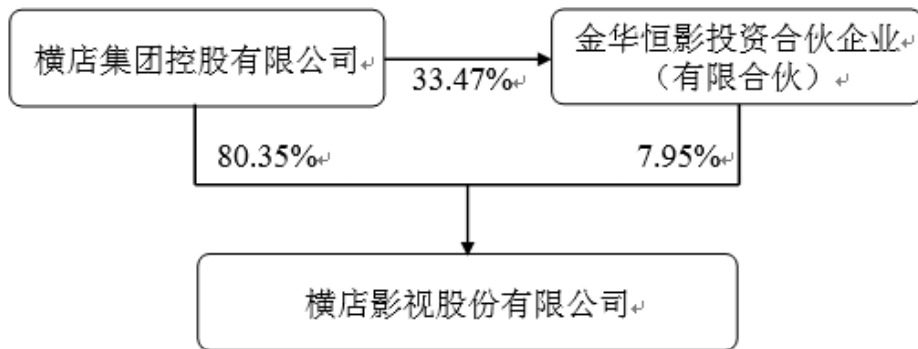 横店集团控股有限公司
金华恒影投资合伙企业
（有限合伙）
33.47%
80.35%
7.95%
横店影视股份有限公司